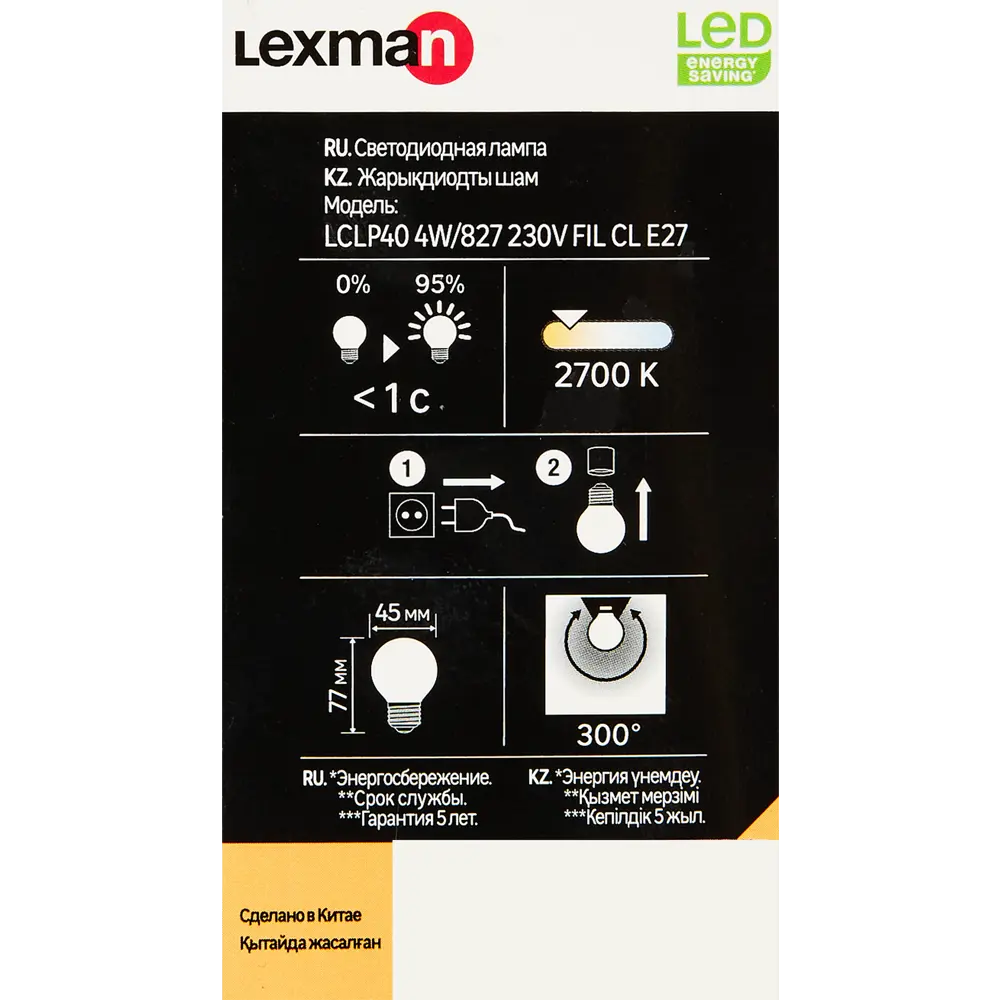 Lexman
LED
ENERGY
SAVING*
RU. Светодиодная лампа
KZ. Жарықдиодты шам
Модель:
LCLP40 4W/827 230V FIL CL E27
0% 95%
<1 с.
2700 K
1 2
45 мм
77 мм
300°
RU. *Энергосбережение.
**Срок службы.
***Гарантия 5 лет.
KZ. *Энергия үнемдеу.
**Қызмет мерзімі
***Кепілдік 5 жыл.
Сделано в Китае
Қытайда жасалған